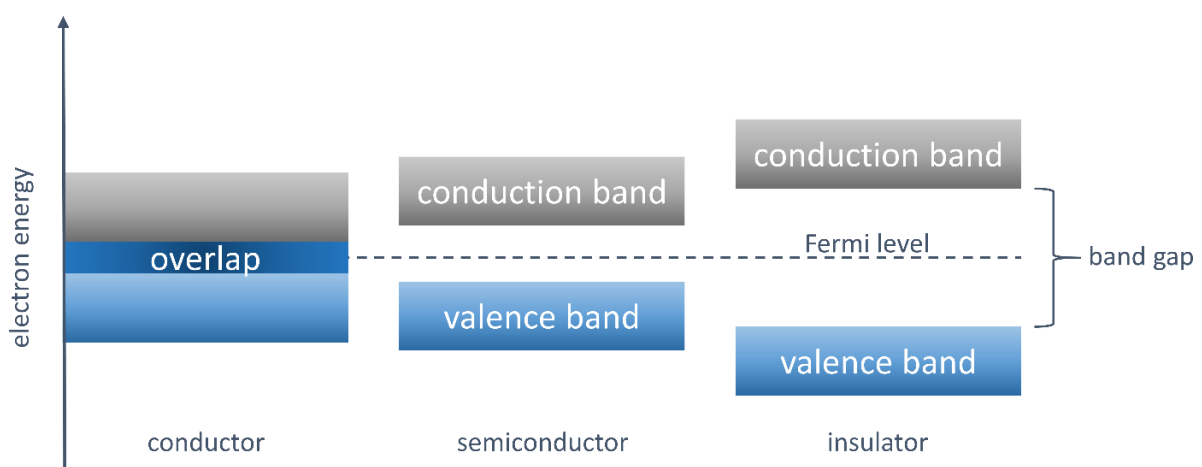 electron energy
overlap
conduction band
valence band
conduction band
valence band
Fermi level
band gap
conductor
semiconductor
insulator